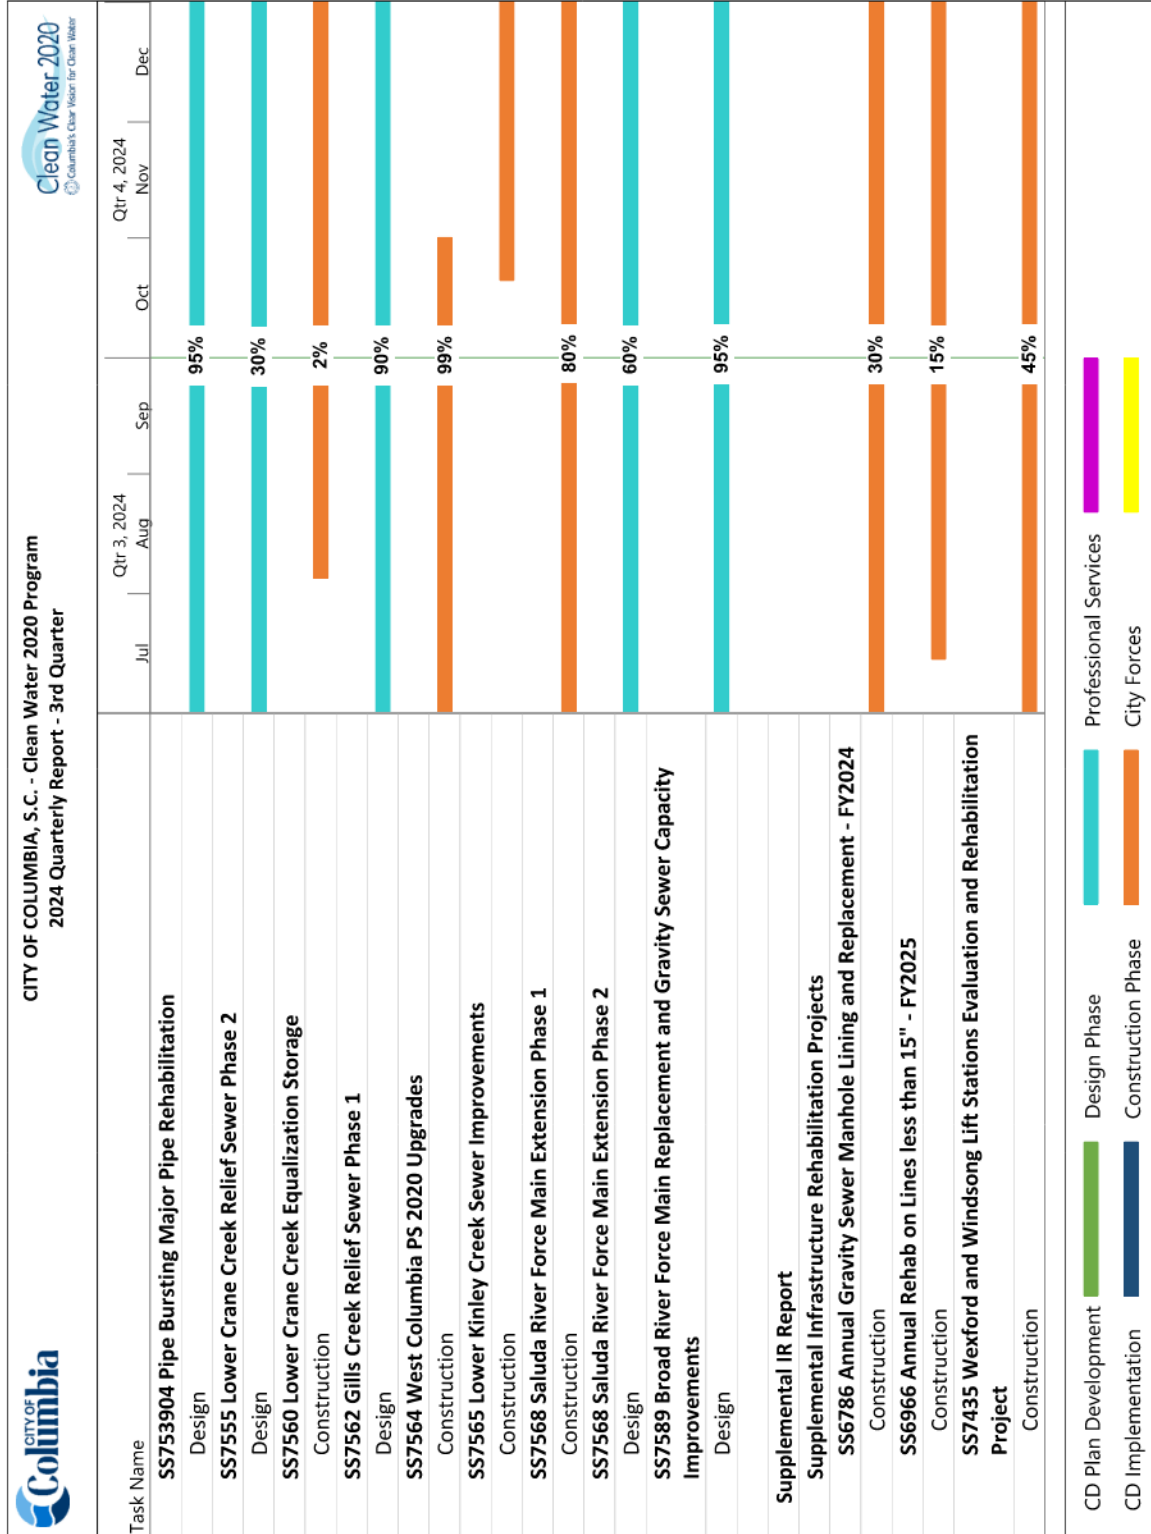 CITY OF
Columbia
CITY OF COLUMBIA, S.C. - Clean Water 2020 Program
2024 Quarterly Report - 3rd Quarter
Clean Water 2020
Columbia's Clear Vision for Clean Water
Task Name
Qtr 3, 2024
Qtr 4, 2024
Jul
Aug
Sep
Oct
Nov
Dec
SS753904 Pipe Bursting Major Pipe Rehabilitation
Design
95%
SS7555 Lower Crane Creek Relief Sewer Phase 2
Design
30%
SS7560 Lower Crane Creek Equalization Storage
Construction
2%
SS7562 Gills Creek Relief Sewer Phase 1
Design
90%
SS7564 West Columbia PS 2020 Upgrades
Construction
99%
SS7565 Lower Kinley Creek Sewer Improvements
Construction
SS7568 Saluda River Force Main Extension Phase 1
Construction
80%
SS7568 Saluda River Force Main Extension Phase 2
Design
60%
SS7589 Broad River Force Main Replacement and Gravity Sewer Capacity
Improvements
Design
95%
Supplemental IR Report
Supplemental Infrastructure Rehabilitation Projects
SS6786 Annual Gravity Sewer Manhole Lining and Replacement - FY2024
Construction
30%
SS6966 Annual Rehab on Lines less than 15" - FY2025
Construction
15%
SS7435 Wexford and Windsong Lift Stations Evaluation and Rehabilitation
Project
Construction
45%
CD Plan Development
Design Phase
Professional Services
CD Implementation
Construction Phase
City Forces